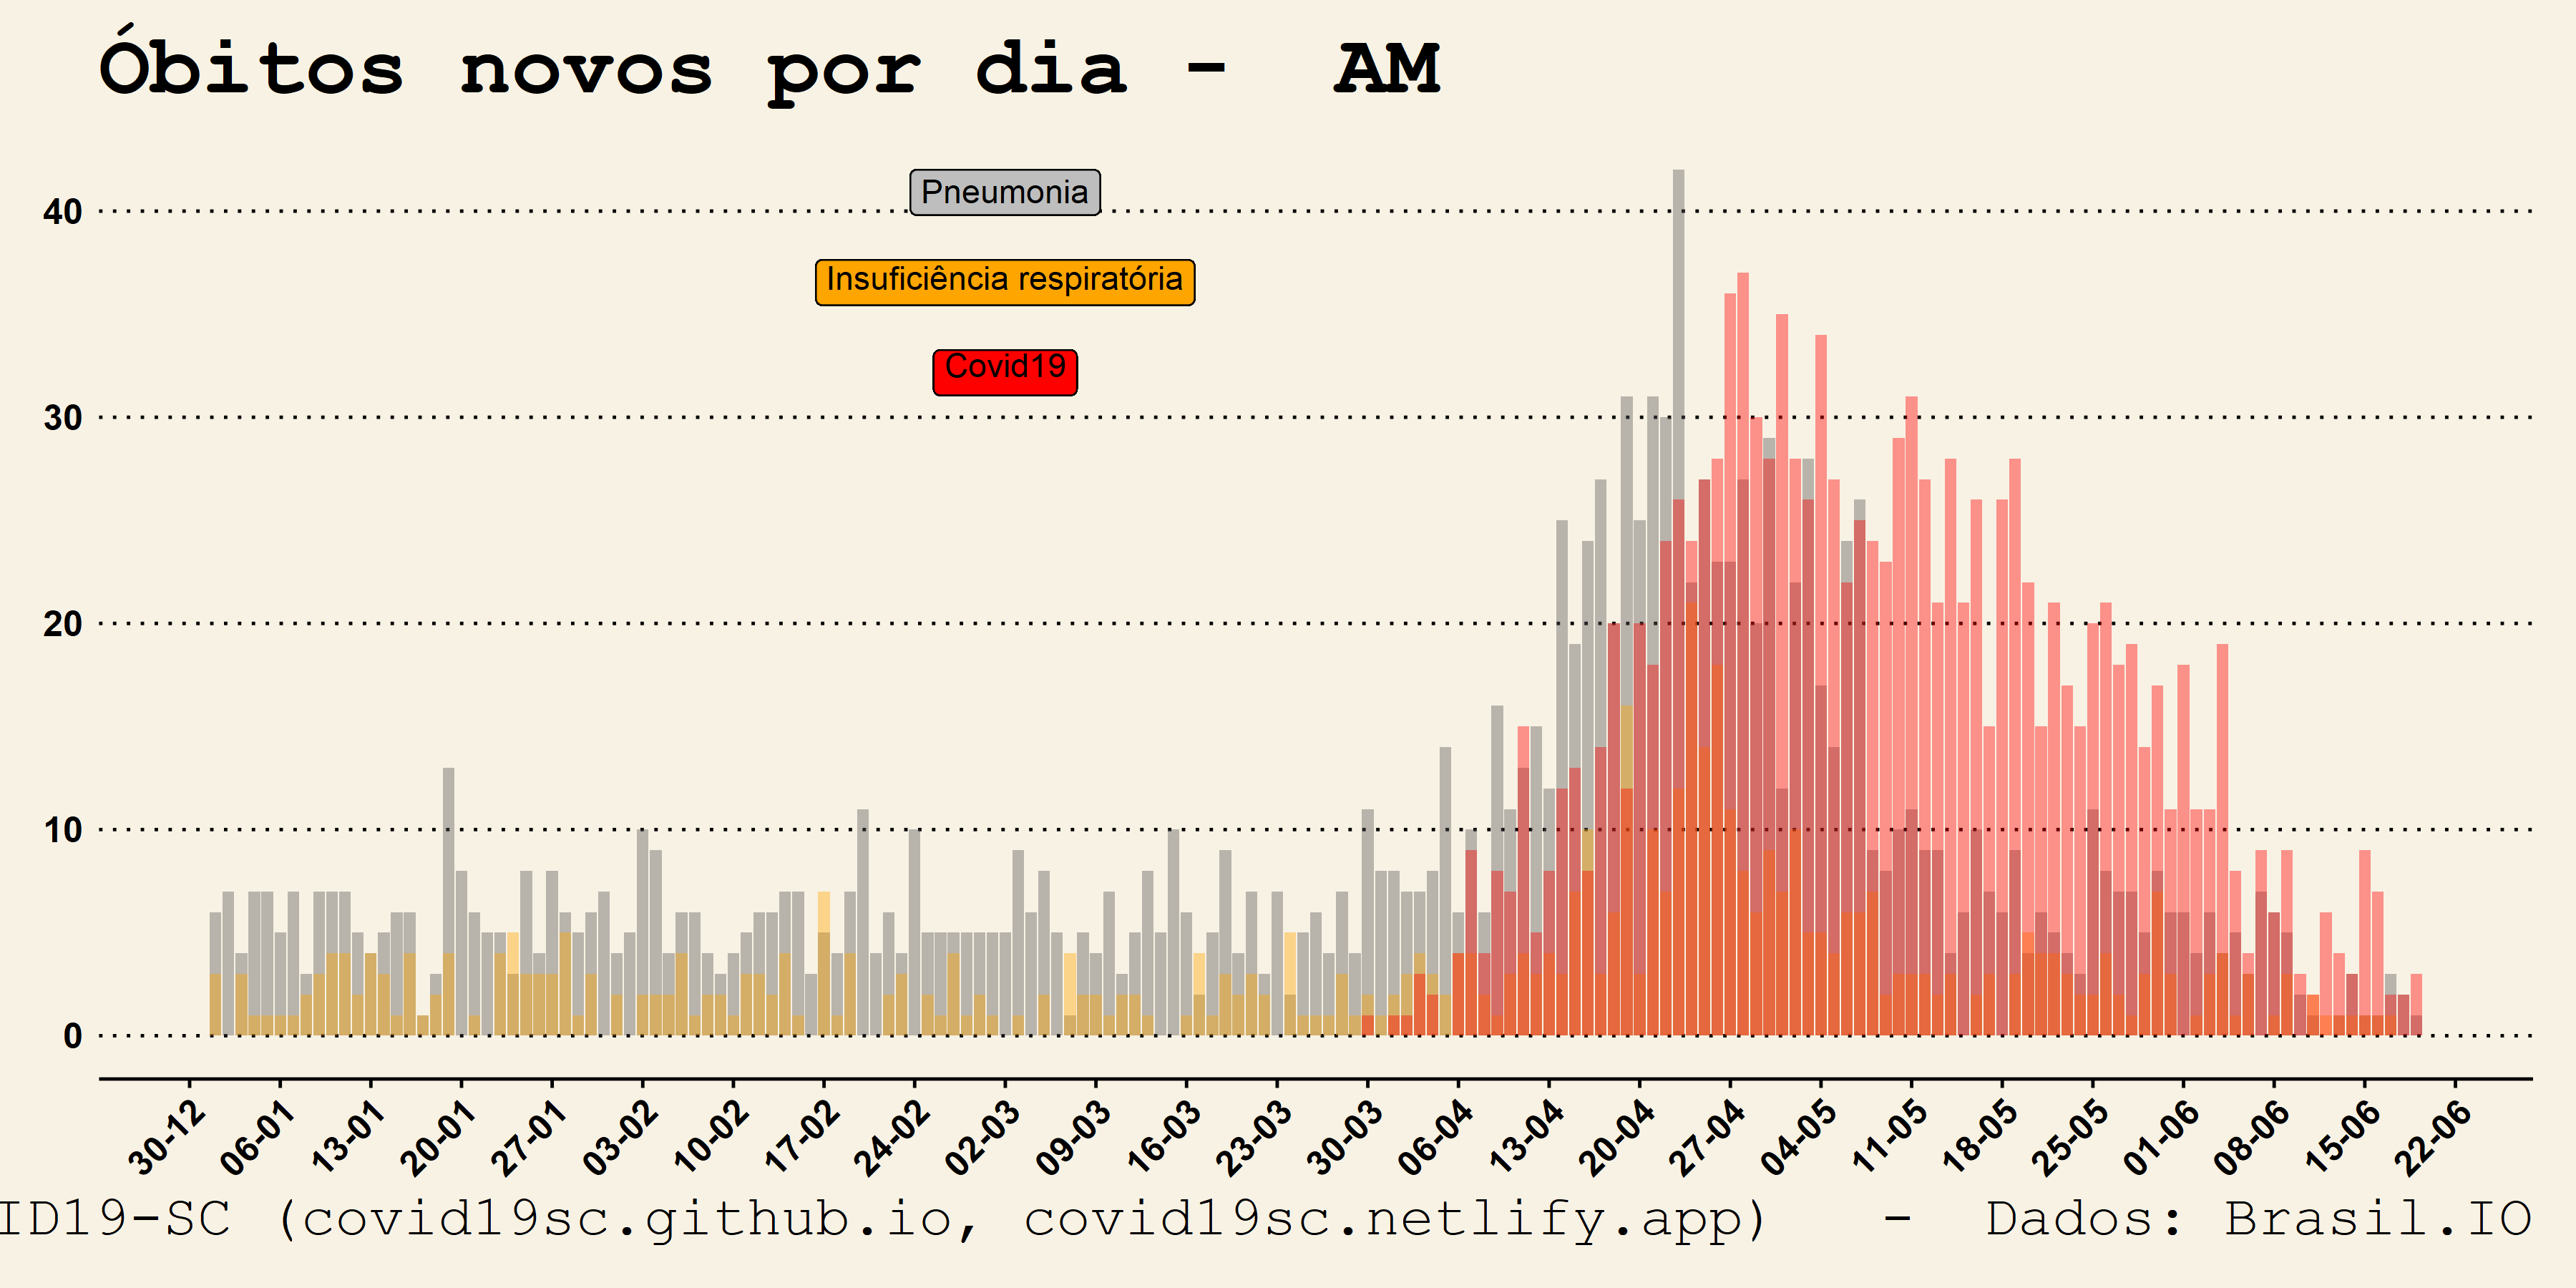 Óbitos novos por dia - AM
Pneumonia
Insuficiência respiratória
Covid19
40
30
20
10
0
30-12 06-01 13-01 20-01 27-01 03-02 10-02 17-02 24-02 02-03 09-03 16-03 23-03 30-03 06-04 13-04 20-04 27-04 04-05 11-05 18-05 25-05 01-06 08-06 15-06 22-06
ID19-SC (covid19sc.github.io, covid19sc.netlify.app) - Dados: Brasil.IO